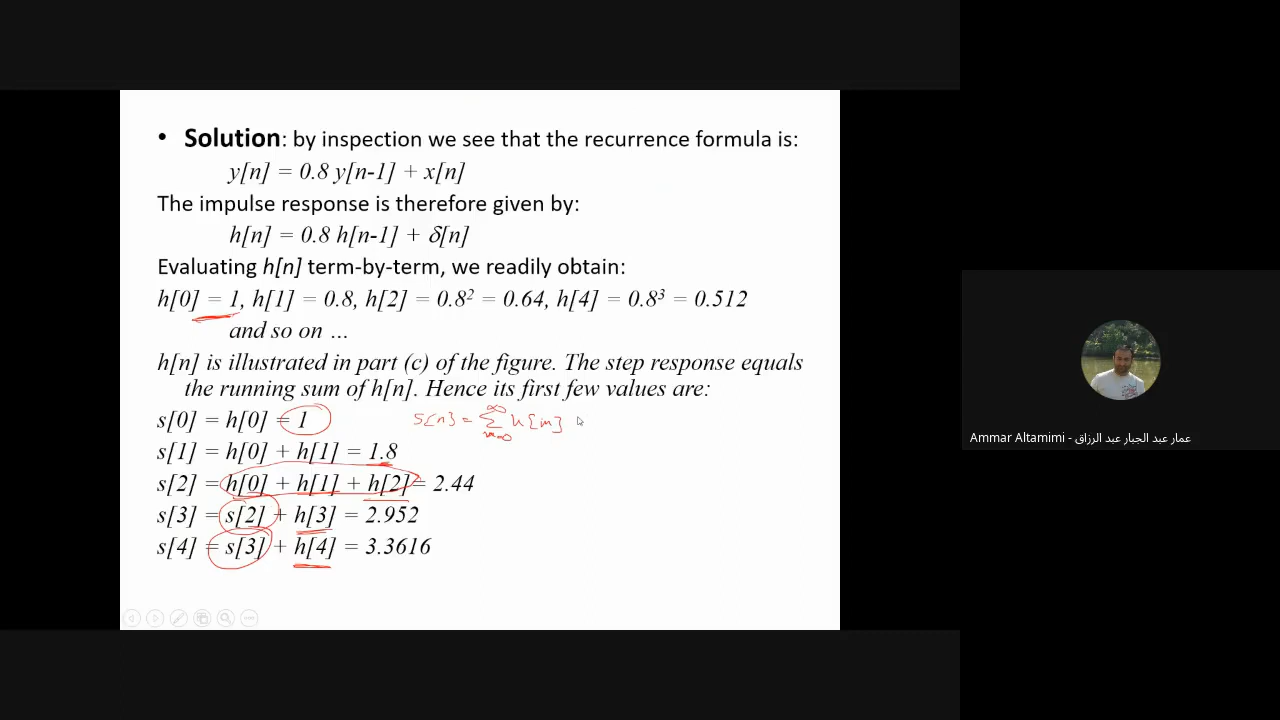 • Solution: by inspection we see that the recurrence formula is:
y[n] = 0.8 y[n-1] + x[n]
The impulse response is therefore given by:
h[n] = 0.8 h[n-1] + δ[n]
Evaluating h[n] term-by-term, we readily obtain:
h[0] = 1, h[1] = 0.8, h[2] = 0.8² = 0.64, h[4] = 0.8³ = 0.512
and so on …
h[n] is illustrated in part (c) of the figure. The step response equals
the running sum of h[n]. Hence its first few values are:
s[0] = h[0] = 1
s[n] = ∞ Σ m=0 h[m]
s[1] = h[0] + h[1] = 1.8
s[2] = h[0] + h[1] + h[2] = 2.44
s[3] = s[2] + h[3] = 2.952
s[4] = s[3] + h[4] = 3.3616
Ammar Altamimi - عمار عبد الجبار عبد الرزاق